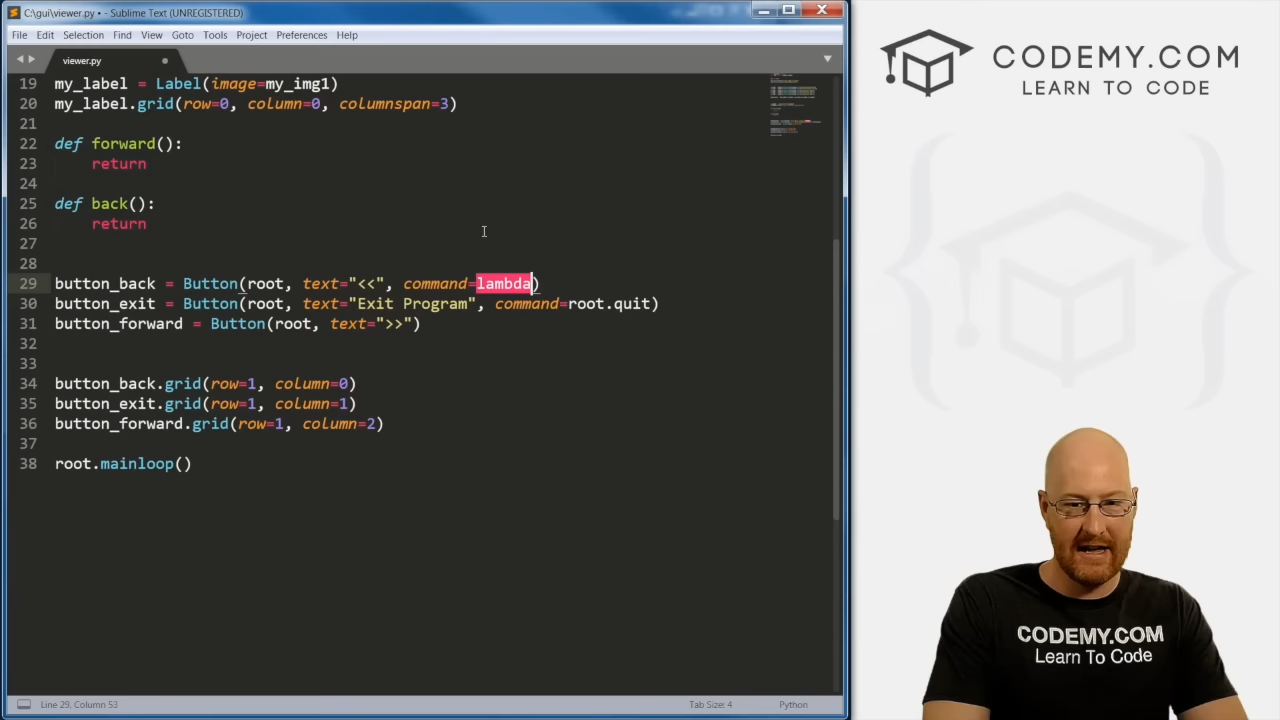 C:\gui\viewer.py • - Sublime Text (UNREGISTERED)
File Edit Selection Find View Goto Tools Project Preferences Help
viewer.py
19 my_label = Label(image=my_img1)
20 my_label.grid(row=0, column=0, columnspan=3)
21
22 def forward():
23     return
24
25 def back():
26     return
27
28
29 button_back = Button(root, text="<<", command=lambda)
30 button_exit = Button(root, text="Exit Program", command=root.quit)
31 button_forward = Button(root, text=">>")
32
33
34 button_back.grid(row=1, column=0)
35 button_exit.grid(row=1, column=1)
36 button_forward.grid(row=1, column=2)
37
38 root.mainloop()
Line 29, Column 53 Tab Size: 4 Python
CODEMY.COM
LEARN TO CODE
CODEMY.COM
Learn To Code